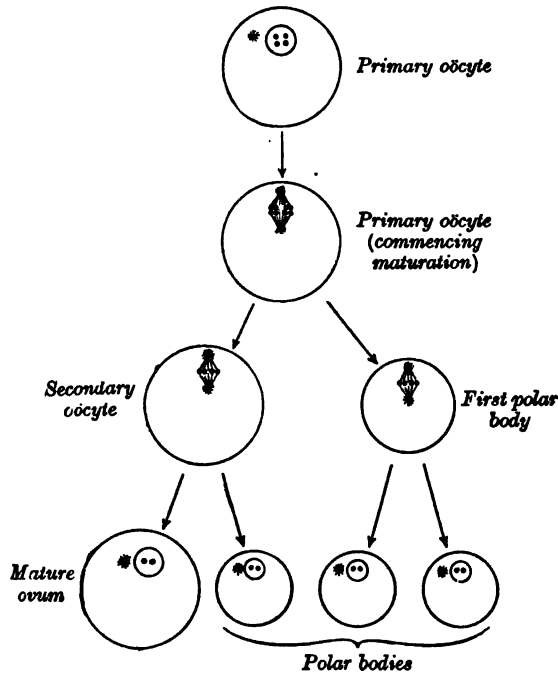 Primary oöcyte
Primary oöcyte
(commencing
maturation)
Secondary
oöcyte
First polar
body
Mature
ovum
Polar bodies